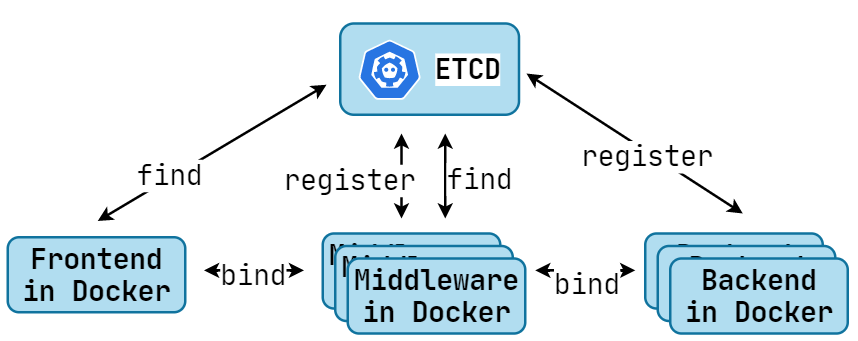 ETCD
find
register
find
register
Frontend
in Docker
bind
Middleware
in Docker
bind
Backend
in Docker